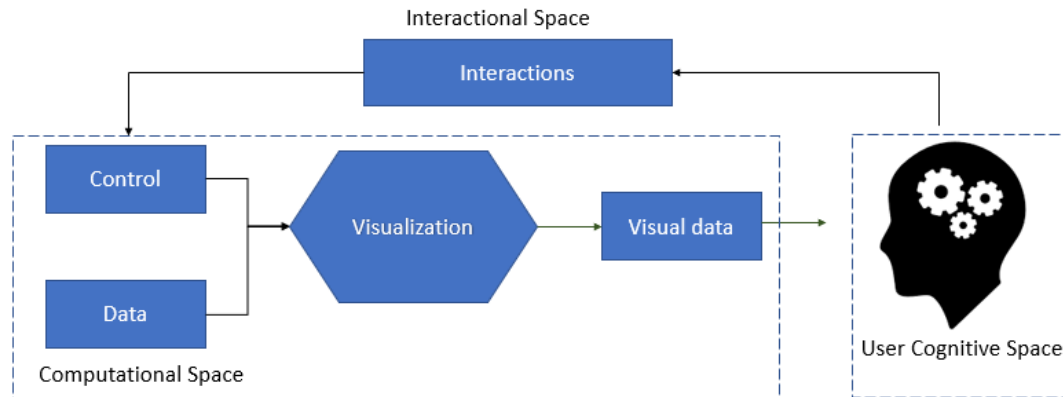 Interactional Space
Interactions
Control
Visualization
Visual data
Data
User Cognitive Space
Computational Space